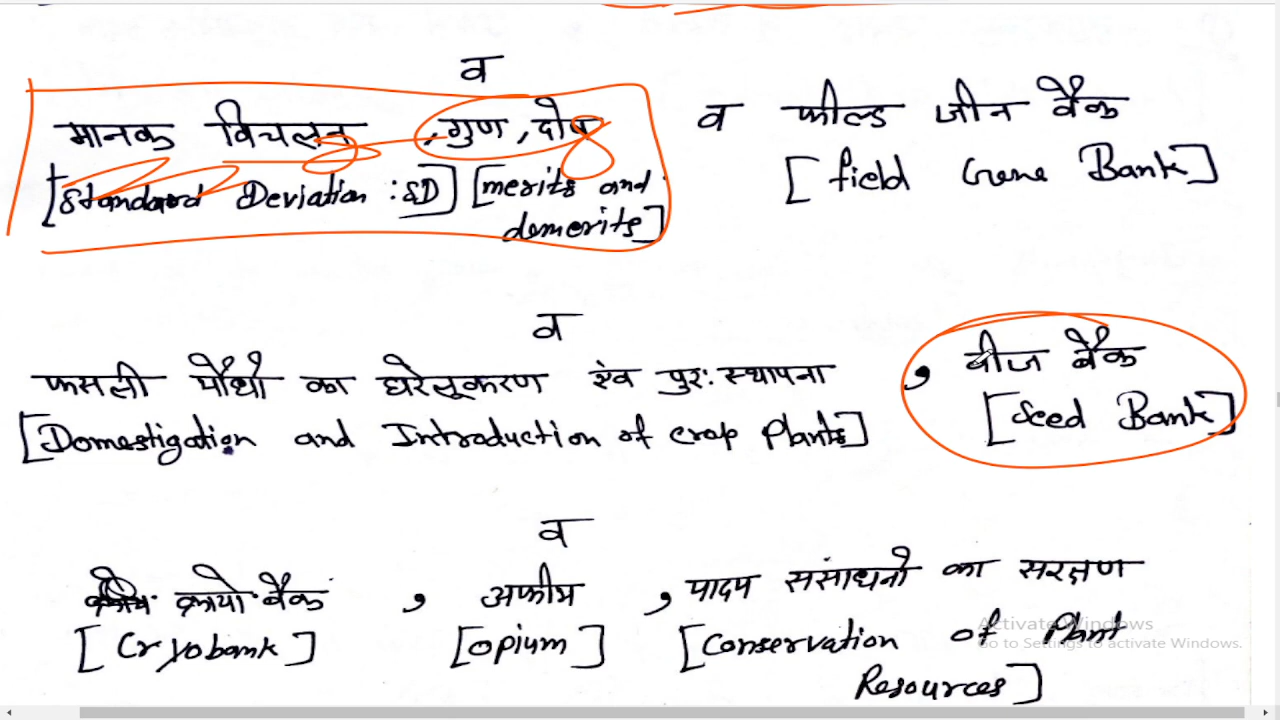 व
मानक विचलन , गुण , दोष
[Standard Deviation : SD] [merits and
demerits]
व फील्ड जीन बैंक
[field Gene Bank]
व
फसली पौधों का घरेलूकरण एंव पुरः स्थापना , बीज बैंक
[Domestigation and Introduction of crop Plants] [Seed Bank]
व
क्रायो बैंक , अफीम , पादप संसाधनो का सरक्षण
[Cryobank] [opium] [Conservation of Plant
Resources]
Activate Windows
Go to Settings to activate Windows.